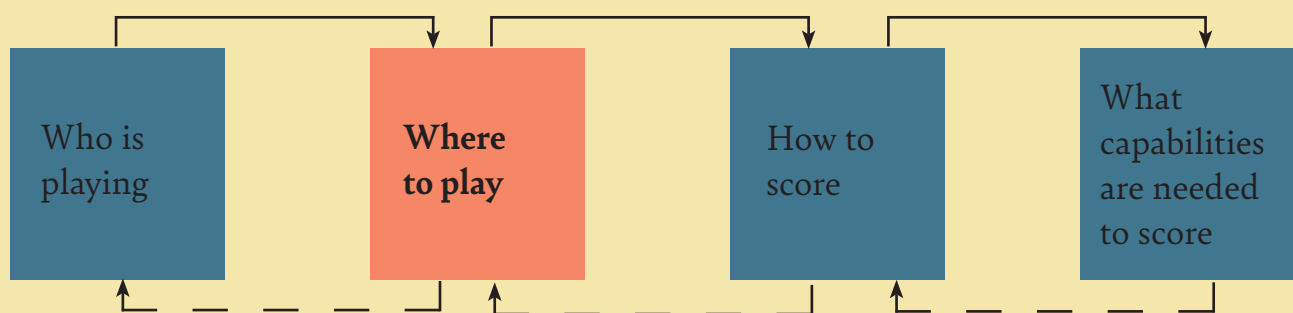 Who is
playing
Where
to play
How to
score
What
capabilities
are needed
to score